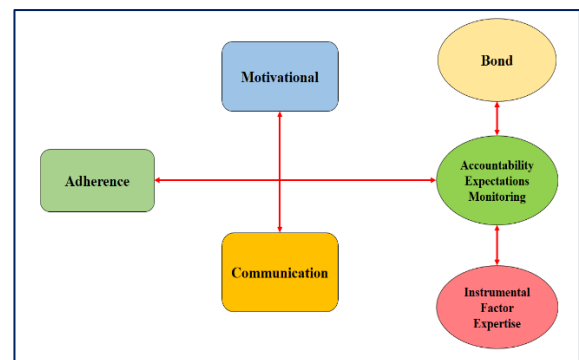 Motivational
Bond
Adherence
Accountability
Expectations
Monitoring
Communication
Instrumental
Factor
Expertise